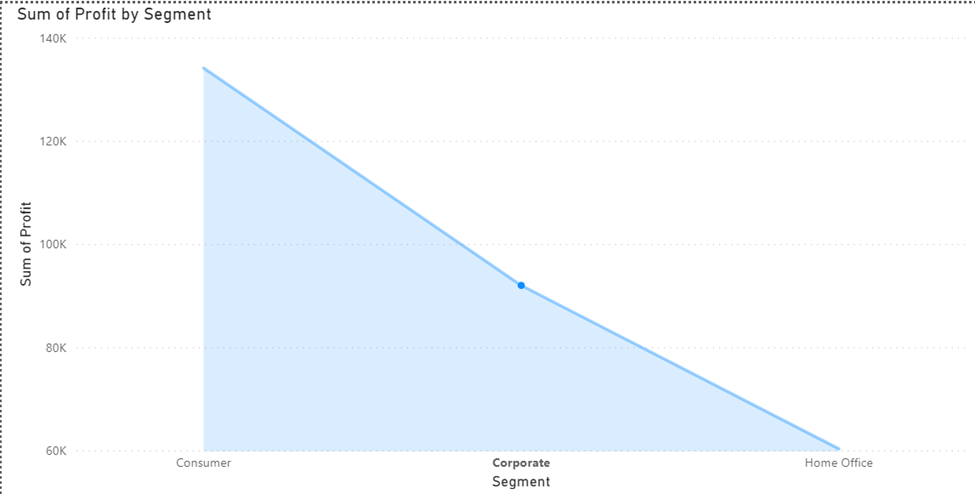 Sum of Profit by Segment
140K
120K
100K
80K
60K
Sum of Profit
Consumer
Corporate
Home Office
Segment